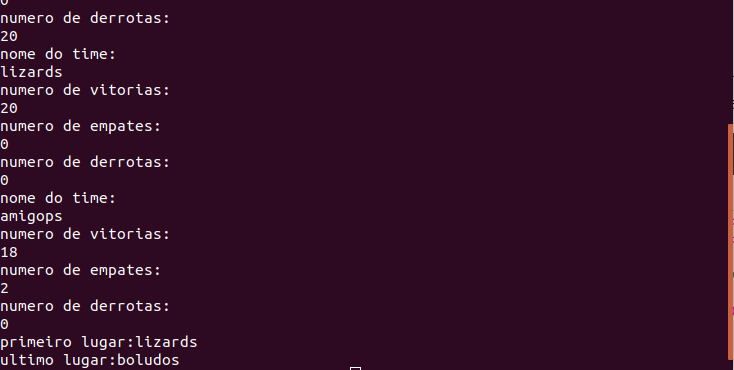 0
numero de derrotas:
20
nome do time:
lizards
numero de vitorias:
20
numero de empates:
0
numero de derrotas:
0
nome do time:
amigops
numero de vitorias:
18
numero de empates:
2
numero de derrotas:
0
primeiro lugar:lizards
ultimo lugar:boludos